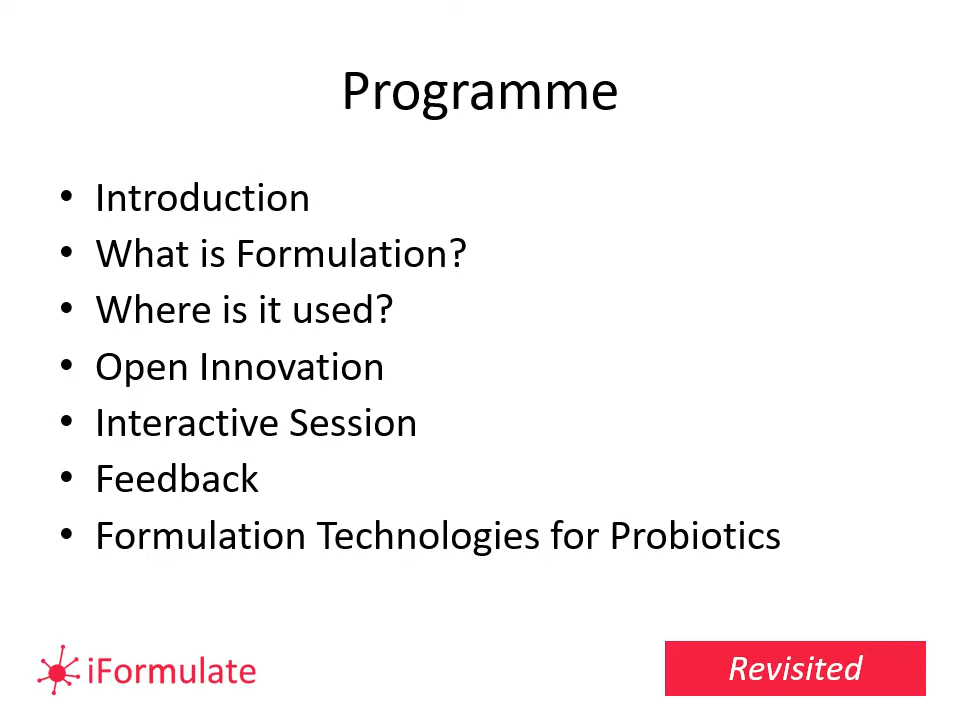 Programme
• Introduction
• What is Formulation?
• Where is it used?
• Open Innovation
• Interactive Session
• Feedback
• Formulation Technologies for Probiotics
iFormulate
Revisited